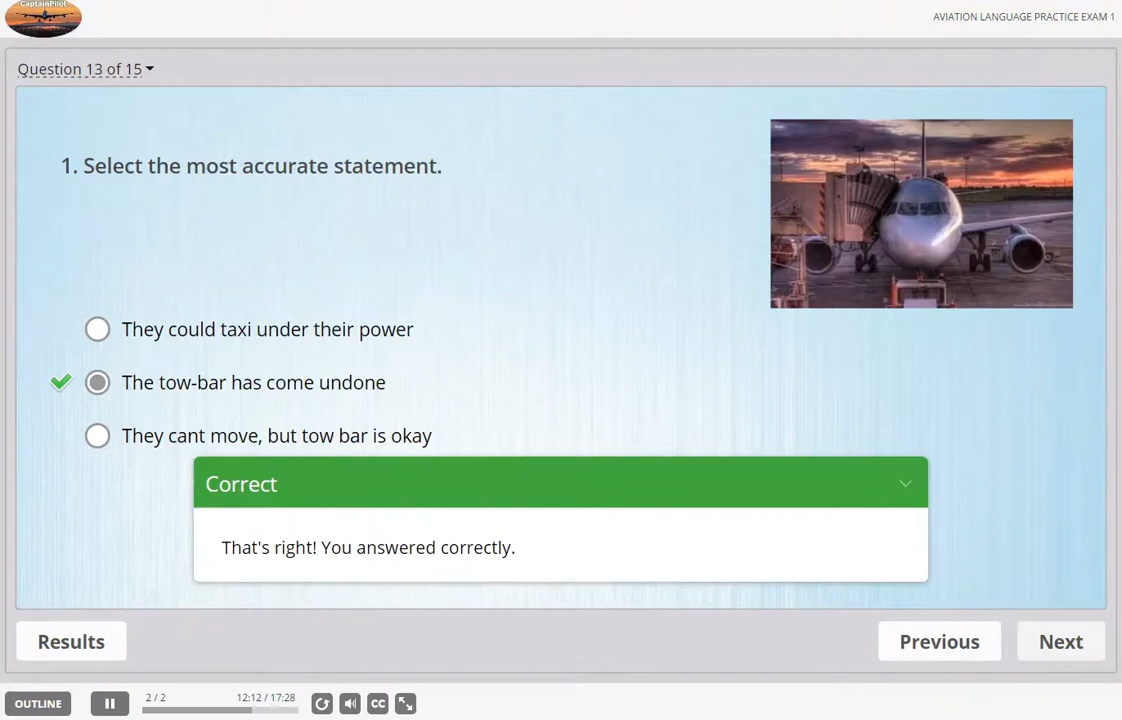 CaptainPilot
AVIATION LANGUAGE PRACTICE EXAM 1
Question 13 of 15
1. Select the most accurate statement.
They could taxi under their power
The tow-bar has come undone
They cant move, but tow bar is okay
Correct
That's right! You answered correctly.
Results
Previous
Next
OUTLINE
2 / 2
12:12 / 17:28
CC